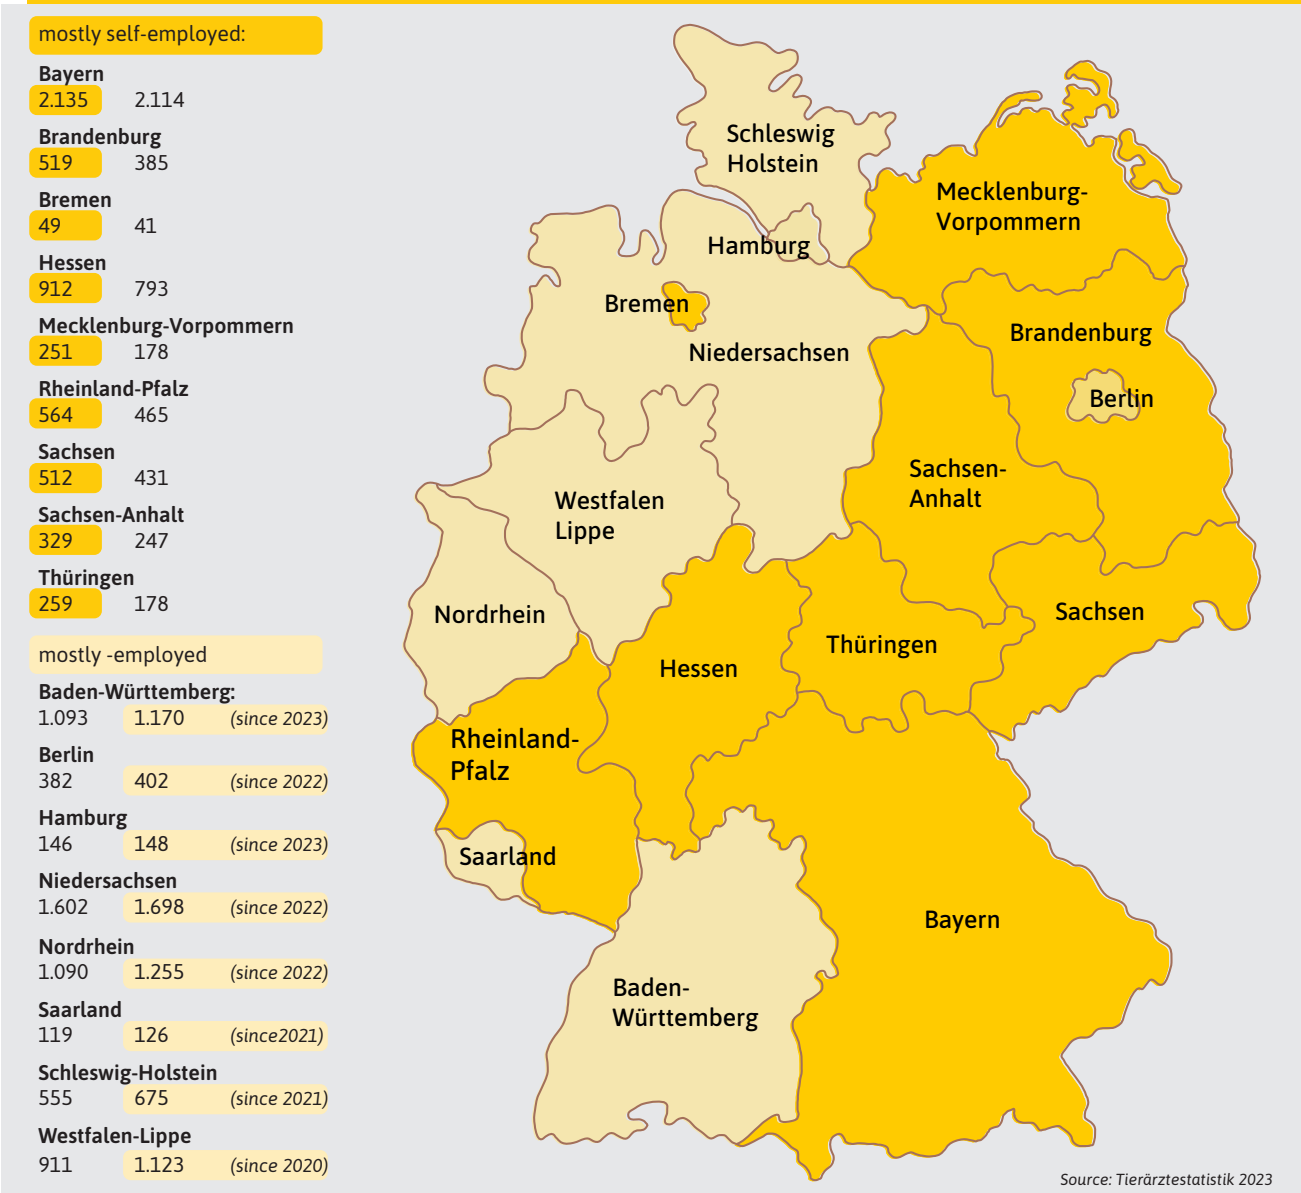 mostly self-employed:
Bayern
2.135 2.114
Brandenburg
519 385
Bremen
49 41
Hessen
912 793
Mecklenburg-Vorpommern
251 178
Rheinland-Pfalz
564 465
Sachsen
512 431
Sachsen-Anhalt
329 247
Thüringen
259 178
mostly -employed
Baden-Württemberg:
1.093 1.170 (since 2023)
Berlin
382 402 (since 2022)
Hamburg
146 148 (since 2023)
Niedersachsen
1.602 1.698 (since 2022)
Nordrhein
1.090 1.255 (since 2022)
Saarland
119 126 (since2021)
Schleswig-Holstein
555 675 (since 2021)
Westfalen-Lippe
911 1.123 (since 2020)
Schleswig
Holstein
Mecklenburg-
Vorpommern
Hamburg
Bremen
Niedersachsen
Brandenburg
Berlin
Sachsen-
Anhalt
Westfalen
Lippe
Nordrhein
Sachsen
Thüringen
Hessen
Rheinland-
Pfalz
Saarland
Bayern
Baden-
Württemberg
Source: Tierärztestatistik 2023